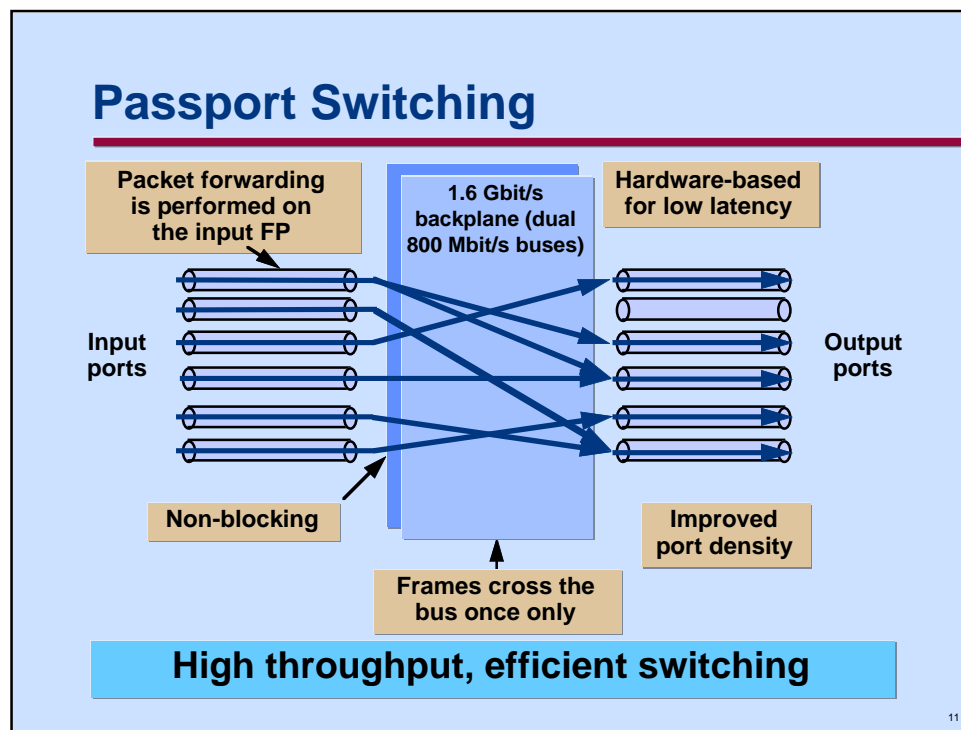 Passport Switching
Packet forwarding
is performed on
the input FP
1.6 Gbit/s
backplane (dual
800 Mbit/s buses)
Hardware-based
for low latency
Input
ports
Output
ports
Non-blocking
Improved
port density
Frames cross the
bus once only
High throughput, efficient switching
11